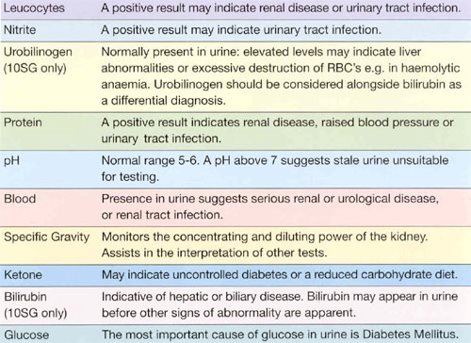 Leucocytes A positive result may indicate renal disease or urinary tract infection.
Nitrite A positive result may indicate urinary tract infection.
Urobilinogen Normally present in urine: elevated levels may indicate liver
(10SG only) abnormalities or excessive destruction of RBC's e.g. in haemolytic
anaemia. Urobilinogen should be considered alongside bilirubin as
a differential diagnosis.
Protein A positive result indicates renal disease, raised blood pressure or
urinary tract infection.
pH Normal range 5-6. A pH above 7 suggests stale urine unsuitable
for testing.
Blood Presence in urine suggests serious renal or urological disease,
or renal tract infection.
Specific Gravity Monitors the concentrating and diluting power of the kidney.
Assists in the interpretation of other tests.
Ketone May indicate uncontrolled diabetes or a reduced carbohydrate diet.
Bilirubin Indicative of hepatic or biliary disease. Bilirubin may appear in urine
(10SG only) before other signs of abnormality are apparent.
Glucose The most important cause of glucose in urine is Diabetes Mellitus.